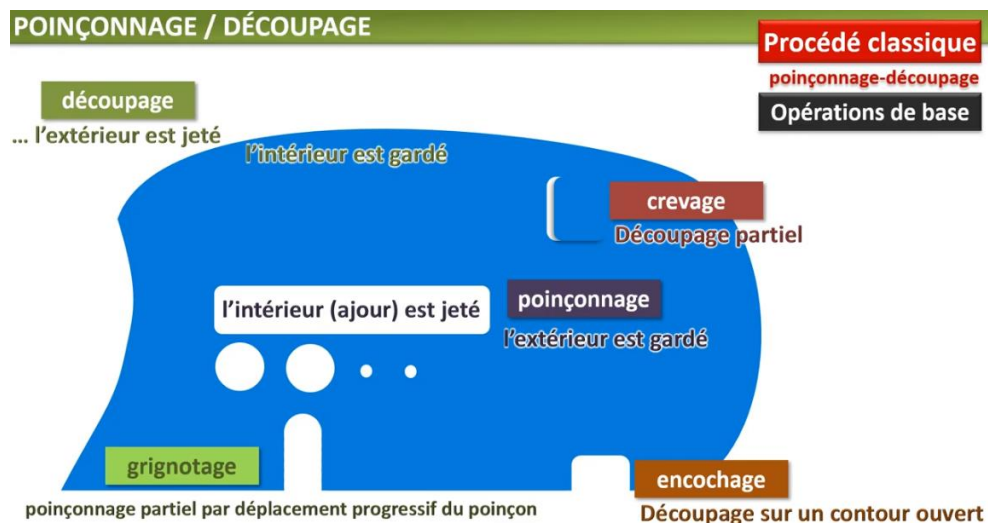 POINÇONNAGE / DÉCOUPAGE
Procédé classique
poinçonnage-découpage
Opérations de base
découpage
... l'extérieur est jeté
l'intérieur est gardé
crevage
Découpage partiel
poinçonnage
l'intérieur (ajour) est jeté
l'extérieur est gardé
grignotage
poinçonnage partiel par déplacement progressif du poinçon
encochage
Découpage sur un contour ouvert